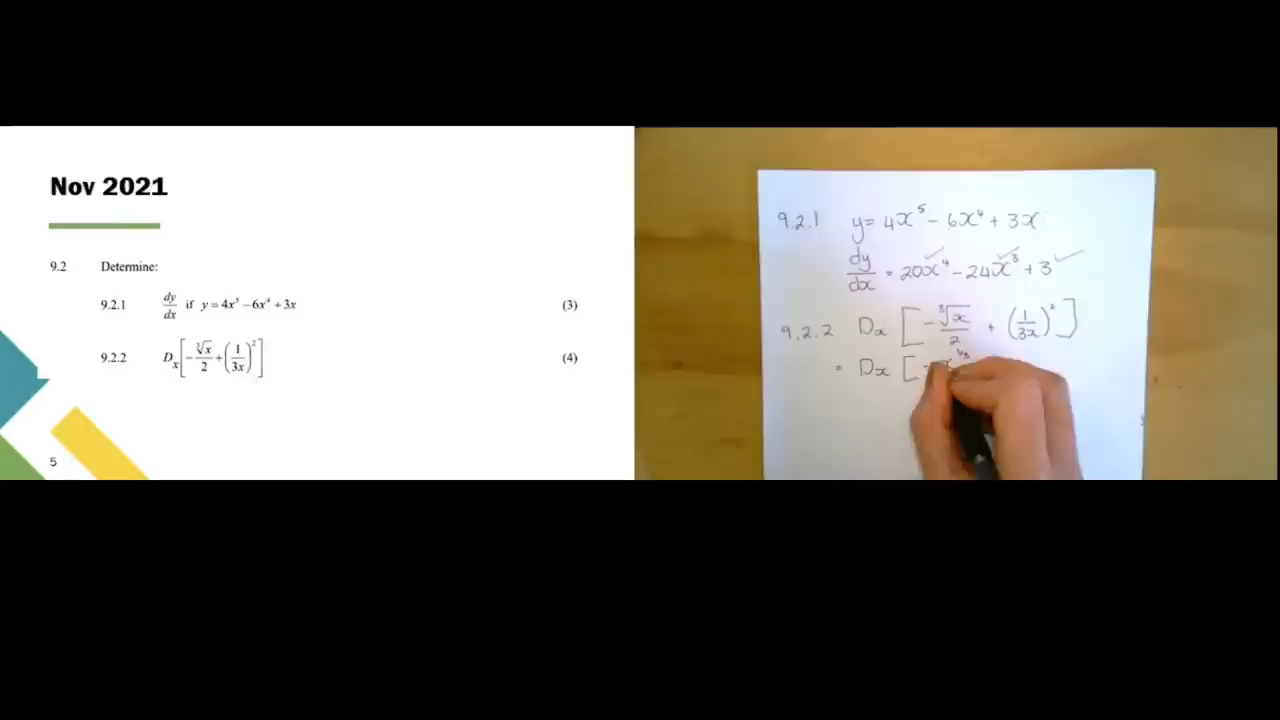 Nov 2021
9.2 Determine:
9.2.1 dy/dx if y = 4x⁵ − 6x⁴ + 3x (3)
9.2.2 Dₓ[−∛x/2 + (1/3x)²] (4)
5
9.2.1 y = 4x⁵ − 6x⁴ + 3x
dy/dx = 20x⁴ − 24x³ + 3
9.2.2 Dₓ [−∛x/2 + (1/3x)²]
= Dₓ [− x^1/3